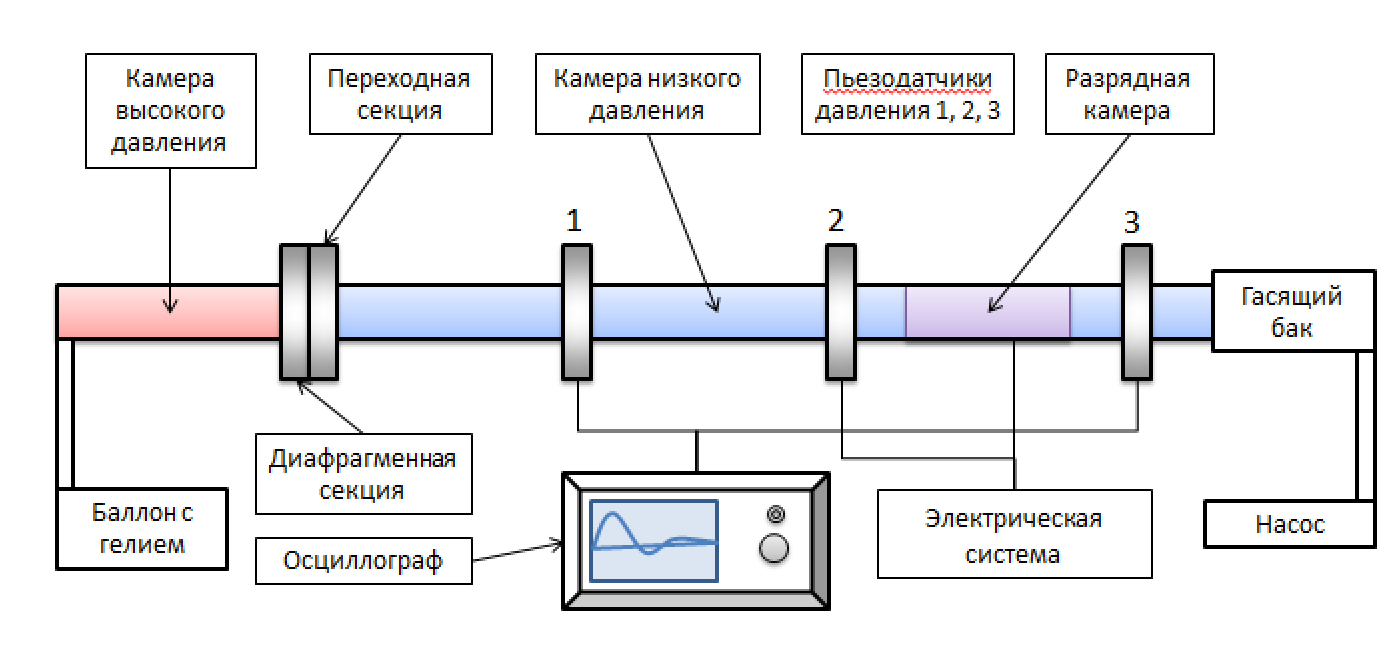 Камера
высокого
давления
Переходная
секция
Камера низкого
давления
Пьезодатчики
давления 1, 2, 3
Разрядная
камера
1
2
3
Гасящий
бак
Диафрагменная
секция
Баллон с
гелием
Осциллограф
Электрическая
система
Насос